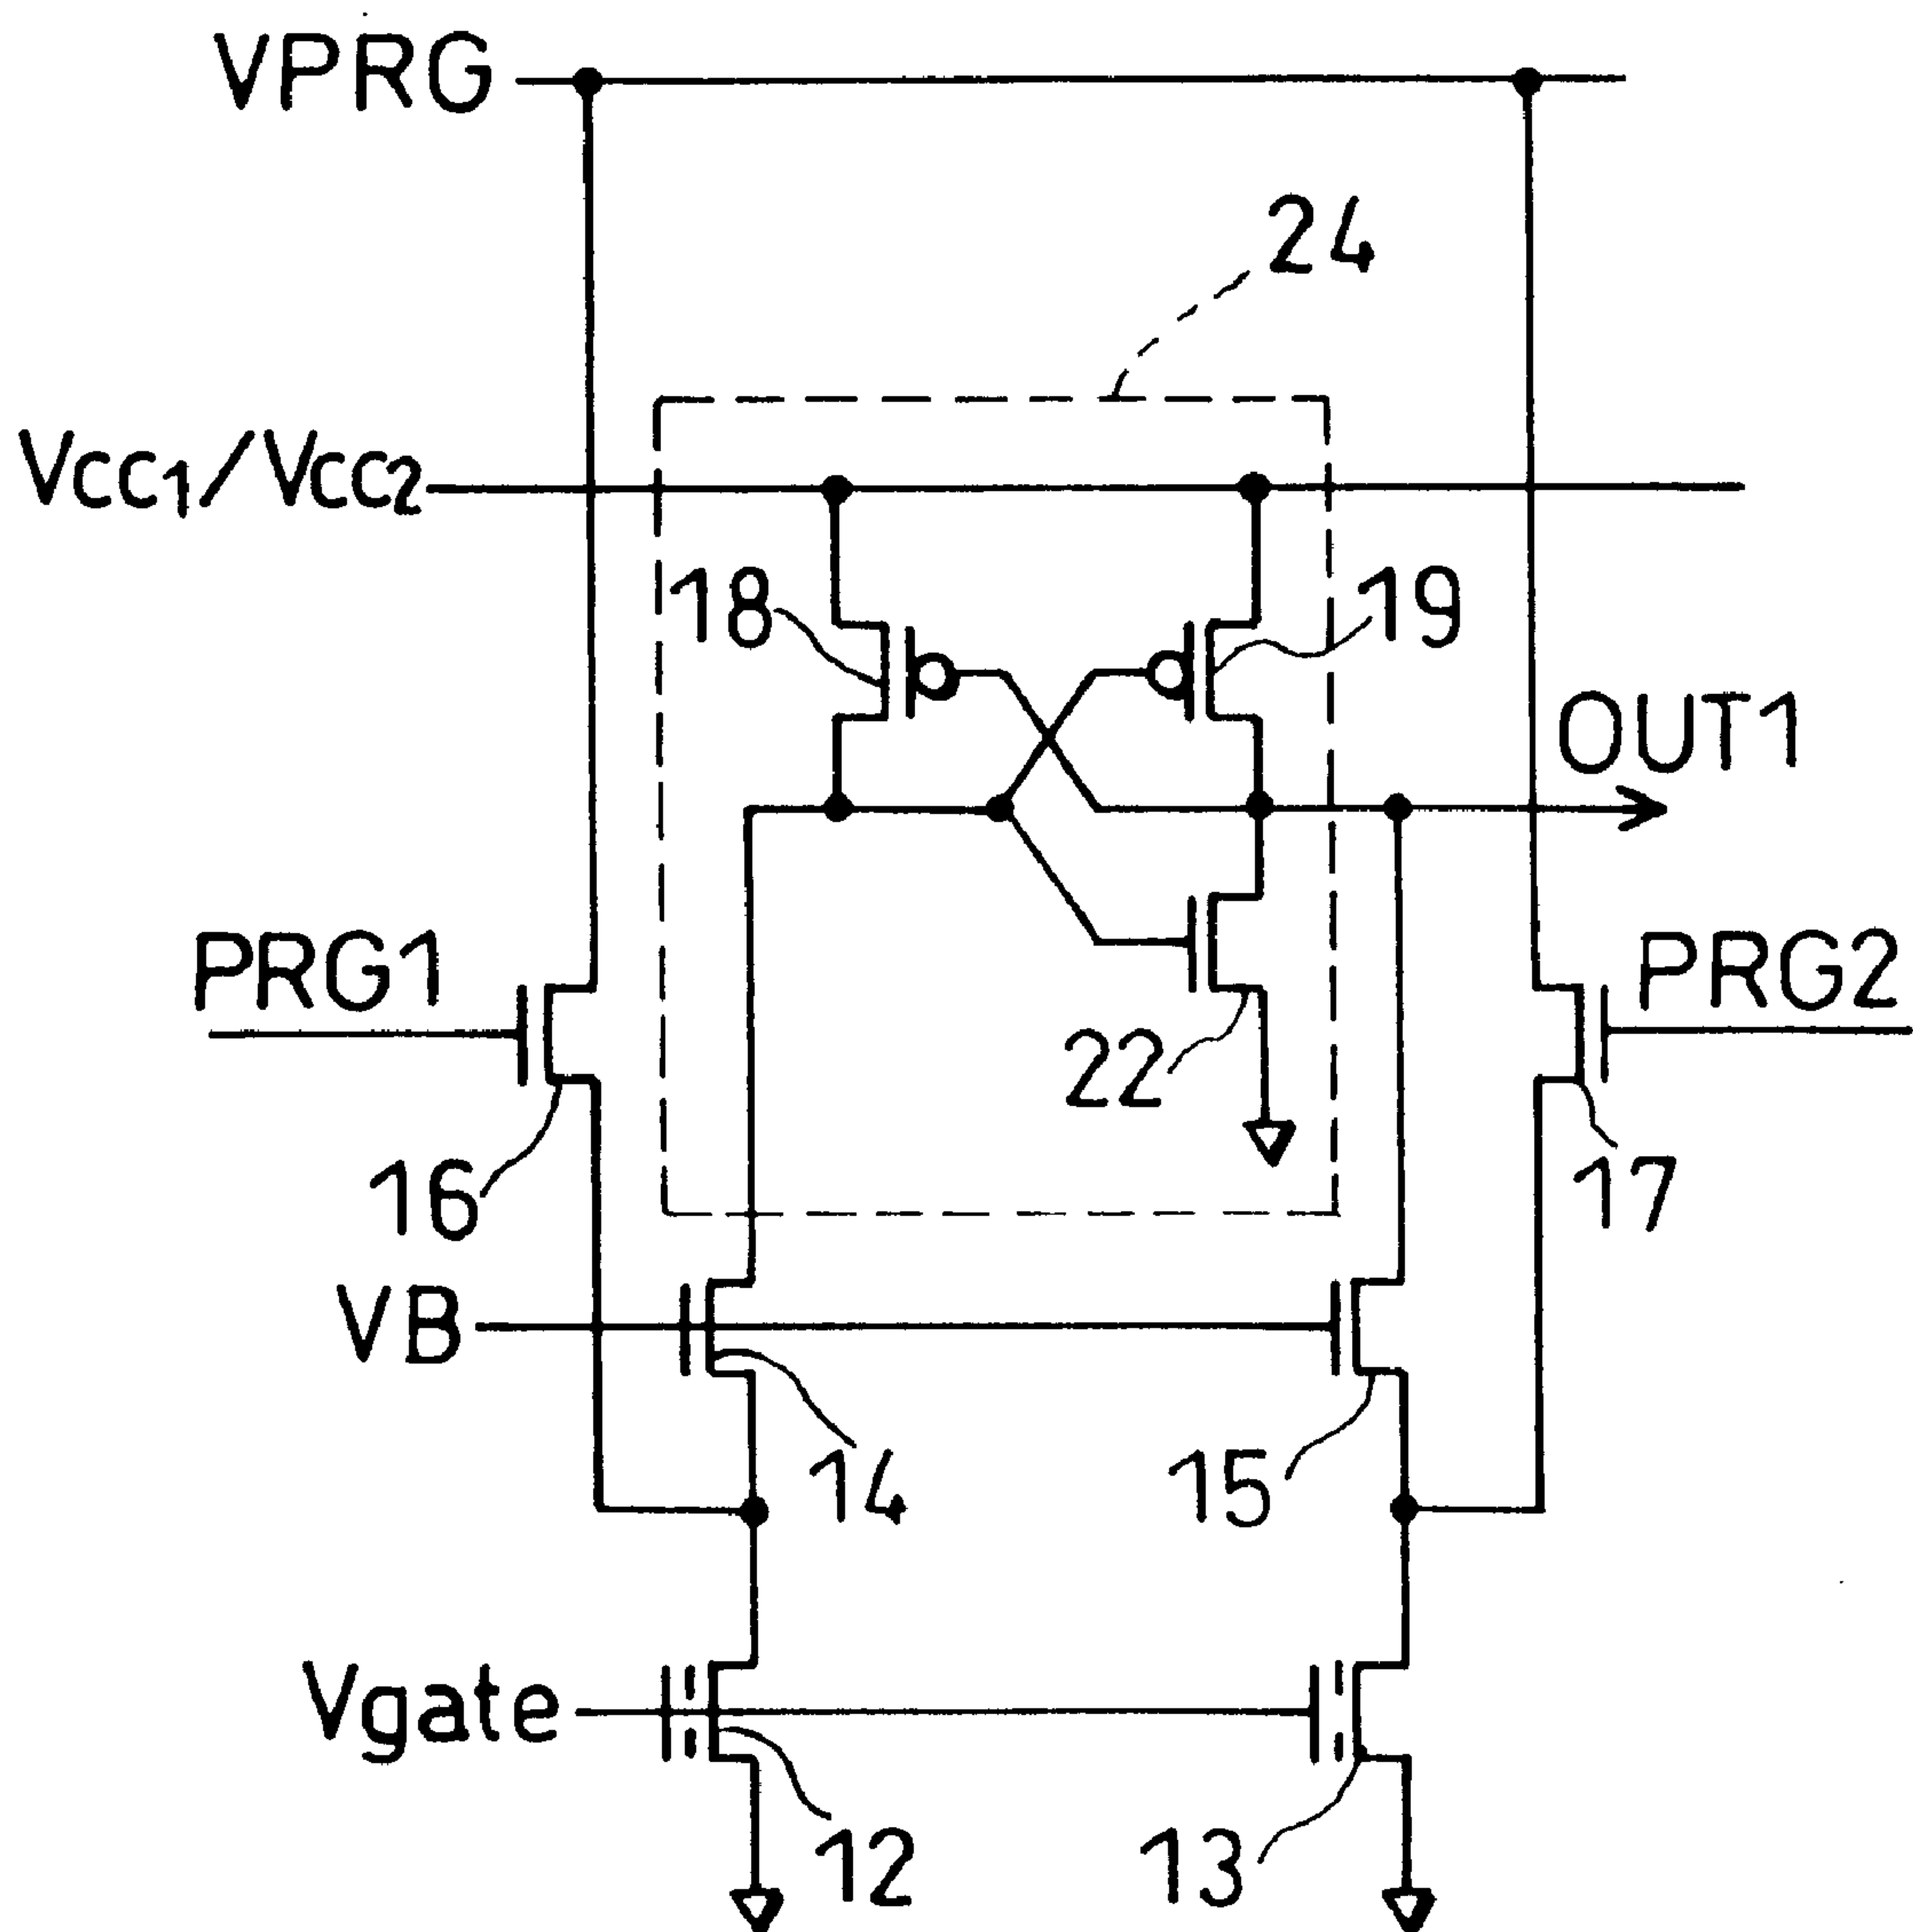 VPRG
24
Vcc1/Vcc2
18
19
OUT1
PRG1
PRG2
22
16
17
VB
14
15
Vgate
12
13